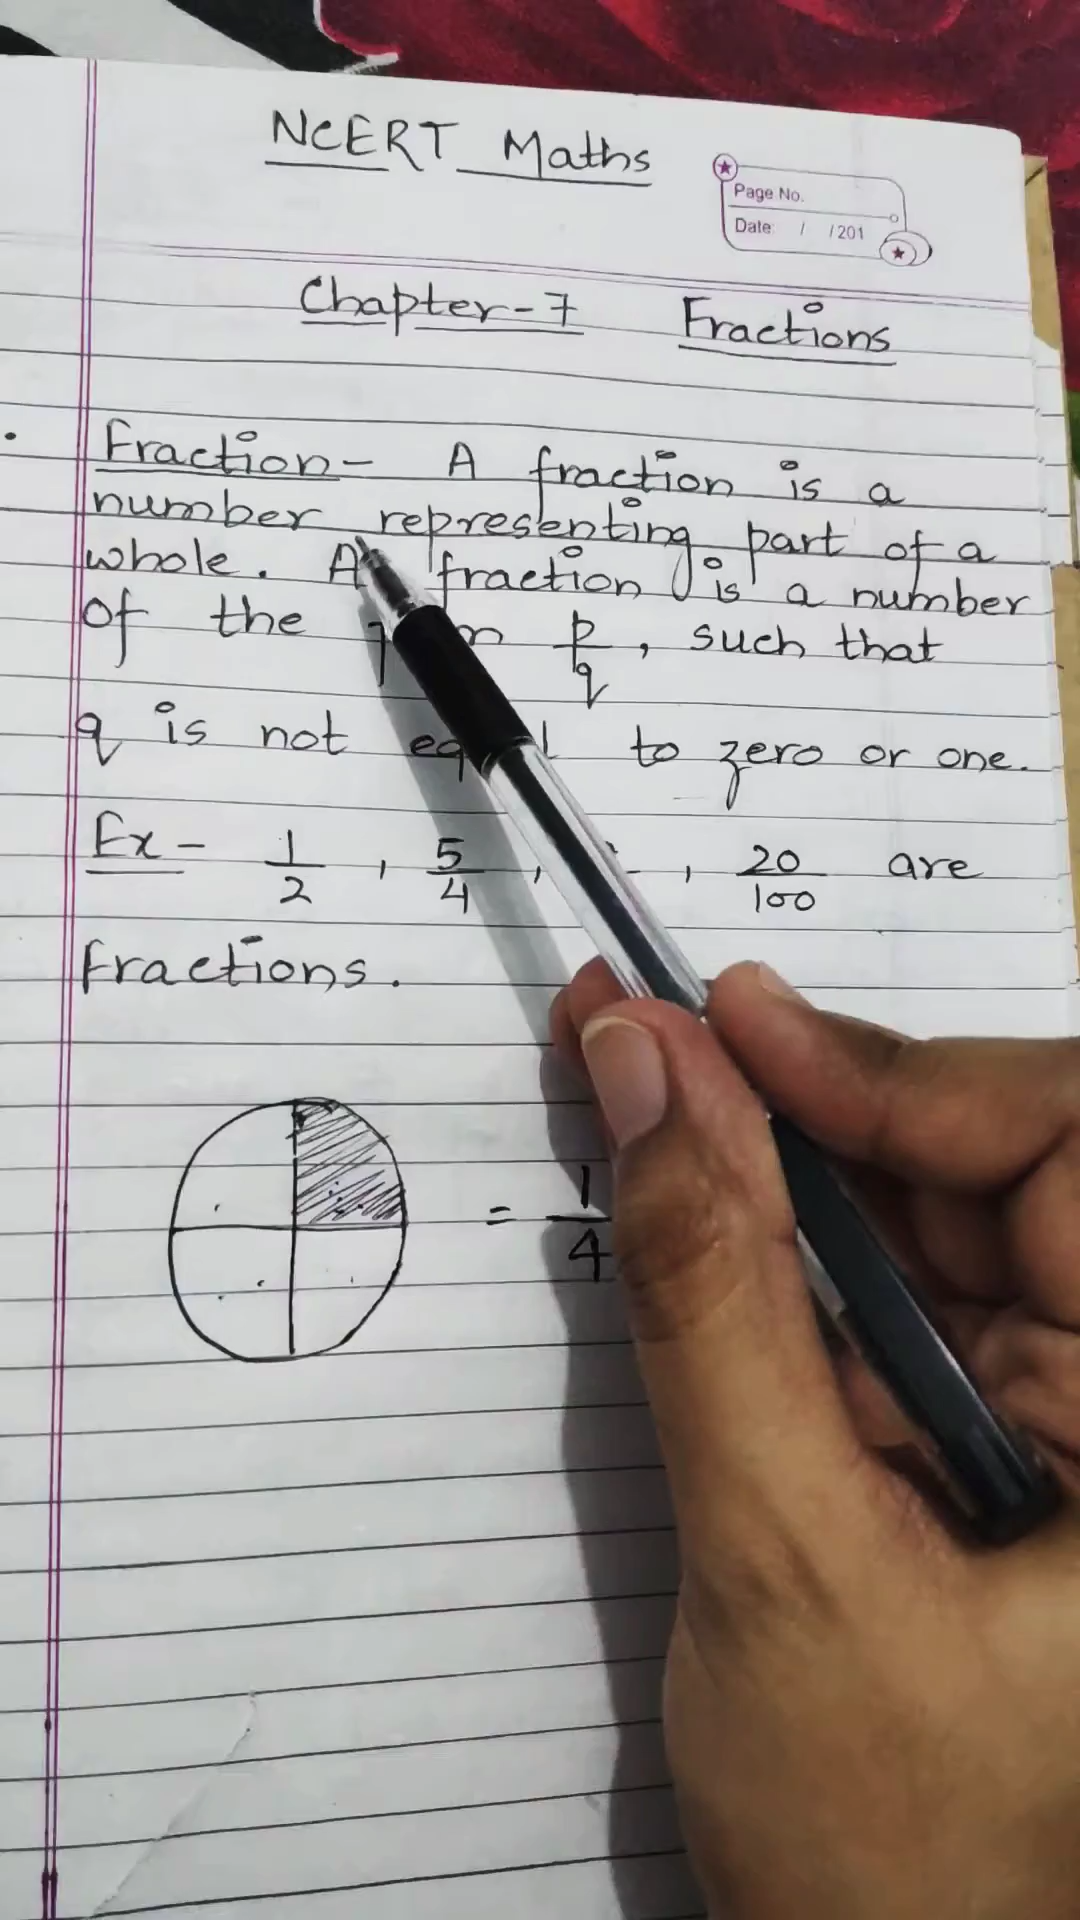 NCERT Maths
Page No.
Date: / /201
Chapter-7 Fractions
Fraction- A fraction is a
number representing part of a
whole. A fraction is a number
of the p/q, such that
q is not to zero or one.
Ex- 1/2, 5/4, , 20/100 are
fractions.
= 1/4